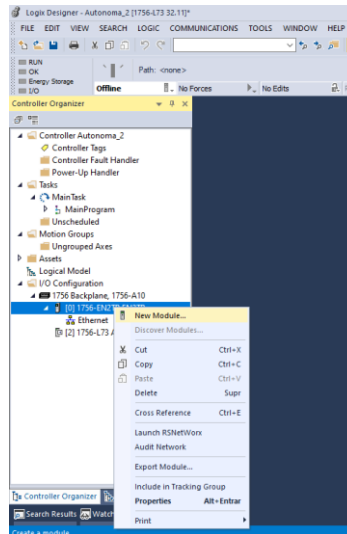 Logix Designer - Autonoma_2 [1756-L73 32.11]*
FILE EDIT VIEW SEARCH LOGIC COMMUNICATIONS TOOLS WINDOW HELP
RUN
OK
Energy Storage
I/O
Path: <none>
Offline
No Forces
No Edits
Controller Organizer
Controller Autonoma_2
Controller Tags
Controller Fault Handler
Power-Up Handler
Tasks
MainTask
MainProgram
Unscheduled
Motion Groups
Ungrouped Axes
Assets
Logical Model
I/O Configuration
1756 Backplane, 1756-A10
[0] 1756-EN2TR EN2TR
Ethernet
[2] 1756-L73 A
New Module...
Discover Modules...
Cut Ctrl+X
Copy Ctrl+C
Paste Ctrl+V
Delete Supr
Cross Reference Ctrl+E
Launch RSNetWorx
Audit Network
Export Module...
Include in Tracking Group
Properties Alt+Entrar
Print
Controller Organizer
Search Results Watch
Create a module